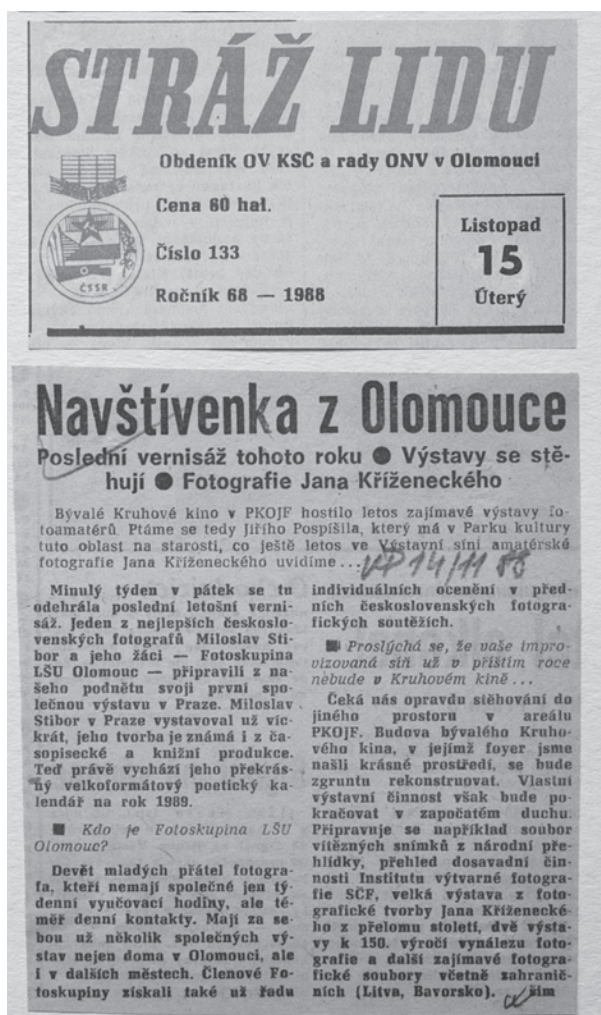 STRÁŽ LIDU
Obdeník OV KSČ a rady ONV v Olomouci
Cena 60 hal.
Číslo 133
Ročník 68 — 1988
ČSSR
Listopad
15
Úterý
Navštívenka z Olomouce
Poslední vernisáž tohoto roku ● Výstavy se stě-
hují ● Fotografie Jana Kříženeckého
Bývalé Kruhové kino v PKOJF hostilo letos zajímavé výstavy fo-
toamatérů. Ptáme se tedy Jiřího Pospíšila, který má v Parku kultury
tuto oblast na starosti, co ještě letos ve Výstavní síni amatérské
fotografie Jana Kříženeckého uvidíme...
VP 14/11 88
Minulý týden v pátek se tu
odehrála poslední letošní verni-
sáž. Jeden z nejlepších českoslo-
venských fotografů Miloslav Sti-
bor a jeho žáci — Fotoskupina
LŠU Olomouc — připravili z na-
šeho podnětu svoji první spo-
lečnou výstavu v Praze. Miloslav
Stibor v Praze vystavoval už víc-
krát, jeho tvorba je známá i z ča-
sopisecké a knižní produkce.
Teď právě vychází jeho překrás-
ný velkoformátový poetický ka-
lendář na rok 1989.
■ Kdo je Fotoskupina LŠU
Olomouc?
Devět mladých přátel fotogra-
fa, kteří nemají společné jen tý-
denní vyučovací hodiny, ale té-
měř denní kontakty. Mají za se-
bou už několik společných vý-
stav nejen doma v Olomouci, ale
i v dalších městech. Členové Fo-
toskupiny získali také už řadu
individuálních ocenění v před-
ních československých fotogra-
fických soutěžích.
■ Proslýchá se, že vaše impro-
vizovaná síň už v příštím roce
nebude v Kruhovém kině...
Čeká nás opravdu stěhování do
jiného prostoru v areálu
PKOJF. Budova bývalého Kruho-
vého kina, v jejímž foyer jsme
našli krásné prostředí, se bude
zgruntu rekonstruovat. Vlastní
výstavní činnost však bude po-
kračovat v započatém duchu.
Připravuje se například soubor
vítězných snímků z národní pře-
hlídky, přehled dosavadní čin-
nosti Institutu výtvarné fotogra-
fie SČF, velká výstava z foto-
grafické tvorby Jana Kříženecké-
ho z přelomu století, dvě výsta-
vy k 150. výročí vynálezu foto-
grafie a další zajímavé fotogra-
fické soubory včetně zahranič-
ních (Litva, Bavorsko). šim